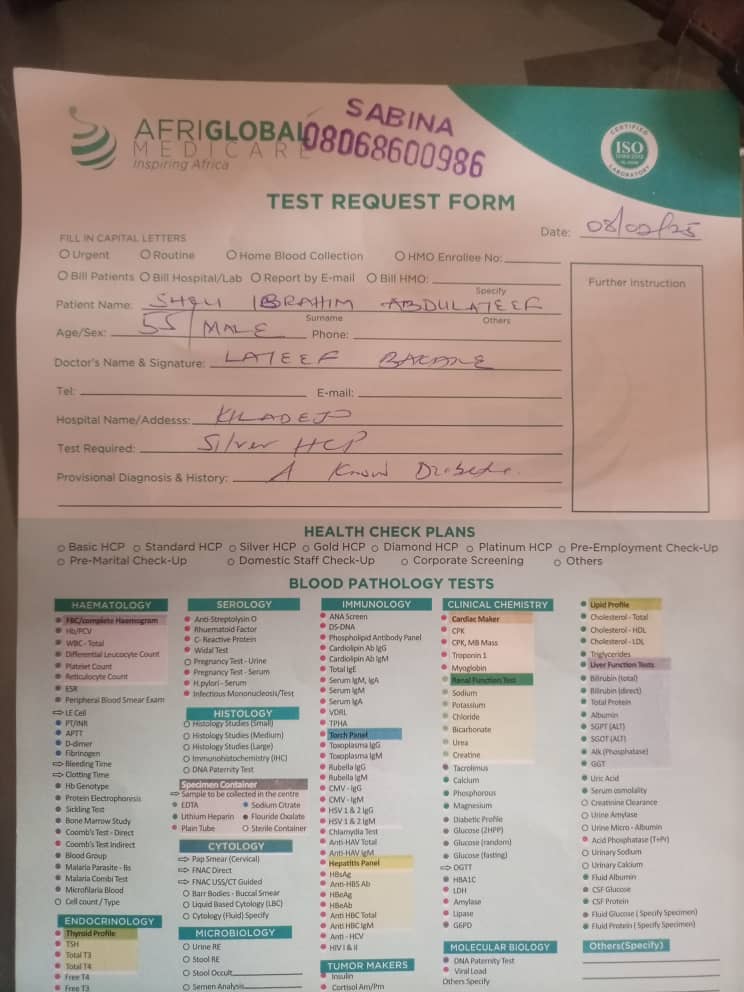 SABINA
08068600986
AFRIGLOBAL
MEDICARE
Inspiring Africa
CERTIFIED
ISO
LABORATORY
TEST REQUEST FORM
Date: 08/02/25
FILL IN CAPITAL LETTERS
Urgent Routine Home Blood Collection HMO Enrollee No:
Bill Patients Bill Hospital/Lab Report by E-mail Bill HMO:
Specify
Further Instruction
Patient Name: IBRAHIM ABDULATEEF
Surname Others
Age/Sex: 55 / MALE Phone:
Doctor's Name & Signature: LATEEF
Tel: E-mail:
Hospital Name/Addesss: KILADEJO
Test Required: Silver HCP
Provisional Diagnosis & History: A Know
HEALTH CHECK PLANS
Basic HCP Standard HCP Silver HCP Gold HCP Diamond HCP Platinum HCP Pre-Employment Check-Up
Pre-Marital Check-Up Domestic Staff Check-Up Corporate Screening Others
BLOOD PATHOLOGY TESTS
HAEMATOLOGY
FBC/complete Haemogram
Hb/PCV
WBC - Total
Differential Leucocyte Count
Platelet Count
Reticulocyte Count
ESR
Peripheral Blood Smear Exam
LE Cell
PT/INR
APTT
D-dimer
Fibrinogen
Bleeding Time
Clotting Time
Hb Genotype
Protein Electrophoresis
Sickling Test
Bone Marrow Study
Coomb's Test - Direct
Coomb's Test Indirect
Blood Group
Malaria Parasite - Bs
Malaria Combi Test
Microfilaria Blood
Cell count / Type
ENDOCRINOLOGY
Thyroid Profile
TSH
Total T3
Total T4
Free T4
Free T3
SEROLOGY
Anti-Streptolysin O
Rhuematoid Factor
C- Reactive Protein
Widal Test
Pregnancy Test - Urine
Pregnancy Test - Serum
H.pylori - Serum
Infectious Mononucleosis/Test
HISTOLOGY
Histology Studies (Small)
Histology Studies (Medium)
Histology Studies (Large)
Immunohistochemistry (IHC)
DNA Paternity Test
Specimen Container
Sample to be collected in the centre
EDTA Sodium Citrate
Lithium Heparin Flouride Oxalate
Plain Tube Sterile Container
CYTOLOGY
Pap Smear (Cervical)
FNAC Direct
FNAC USS/CT Guided
Barr Bodies - Buccal Smear
Liquid Based Cytology (LBC)
Cytology (Fluid) Specify
MICROBIOLOGY
Urine RE
Stool RE
Stool Occult
Semen Analysis
IMMUNOLOGY
ANA Screen
DS-DNA
Phospholipid Antibody Panel
Cardiolipin Ab IgG
Cardiolipin Ab IgM
Total IgE
Serum IgM, IgA
Serum IgM
Serum IgA
VDRL
TPHA
Torch Panel
Toxoplasma IgG
Toxoplasma IgM
Rubella IgG
Rubella IgM
CMV - IgG
CMV - IgM
HSV 1 & 2 IgG
HSV 1 & 2 IgM
Chlamydia Test
Anti-HAV Total
Anti-HAV IgM
Hepatitis Panel
HBsAg
Anti-HBS Ab
HBeAg
HBeAb
Anti HBC Total
Anti HBC IgM
Anti - HCV
HIV I & II
TUMOR MAKERS
Insulin
Cortisol Am/Pm
CLINICAL CHEMISTRY
Cardiac Maker
CPK
CPK, MB Mass
Troponin 1
Myoglobin
Renal Function Test
Sodium
Potassium
Chloride
Bicarbonate
Urea
Creatine
Tacrolimus
Calcium
Phosphorous
Magnesium
Diabetic Profile
Glucose (2HPP)
Glucose (random)
Glucose (fasting)
OGTT
HBA1C
LDH
Amylase
Lipase
G6PD
MOLECULAR BIOLOGY
DNA Paternity Test
Viral Load
Others Specify
Lipid Profile
Cholesterol - Total
Cholesterol - HDL
Cholesterol - LDL
Triglycerides
Liver Function Tests
Bilirubin (total)
Bilirubin (direct)
Total Protein
Albumin
SGPT (ALT)
SGOT (ALT)
Alk (Phosphatase)
GGT
Uric Acid
Serum osmolality
Creatinine Clearance
Urine Amylase
Urine Micro - Albumin
Acid Phosphatase (T+Pr)
Urinary Sodium
Urinary Calcium
Fluid Albumin
CSF Glucose
CSF Protein
Fluid Glucose ( Specify Specimen)
Fluid Protein ( Specify Specimen)
Others(Specify)